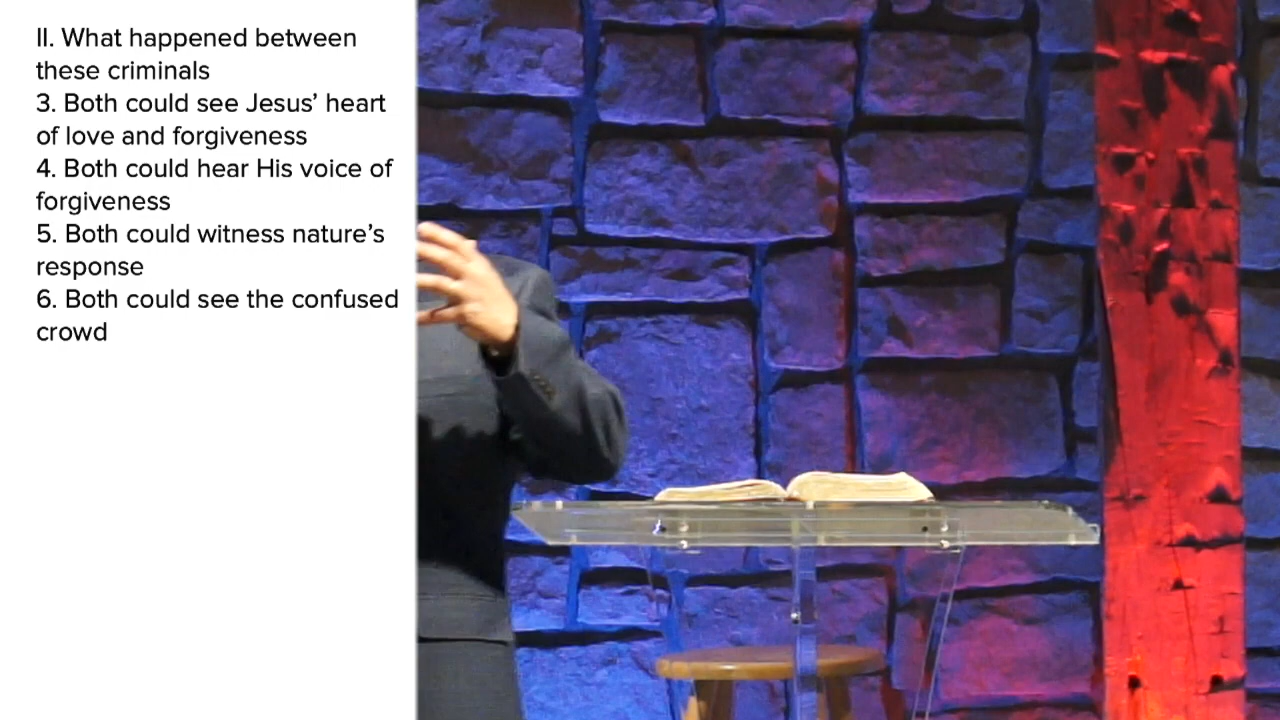 II. What happened between
these criminals
3. Both could see Jesus’ heart
of love and forgiveness
4. Both could hear His voice of
forgiveness
5. Both could witness nature’s
response
6. Both could see the confused
crowd